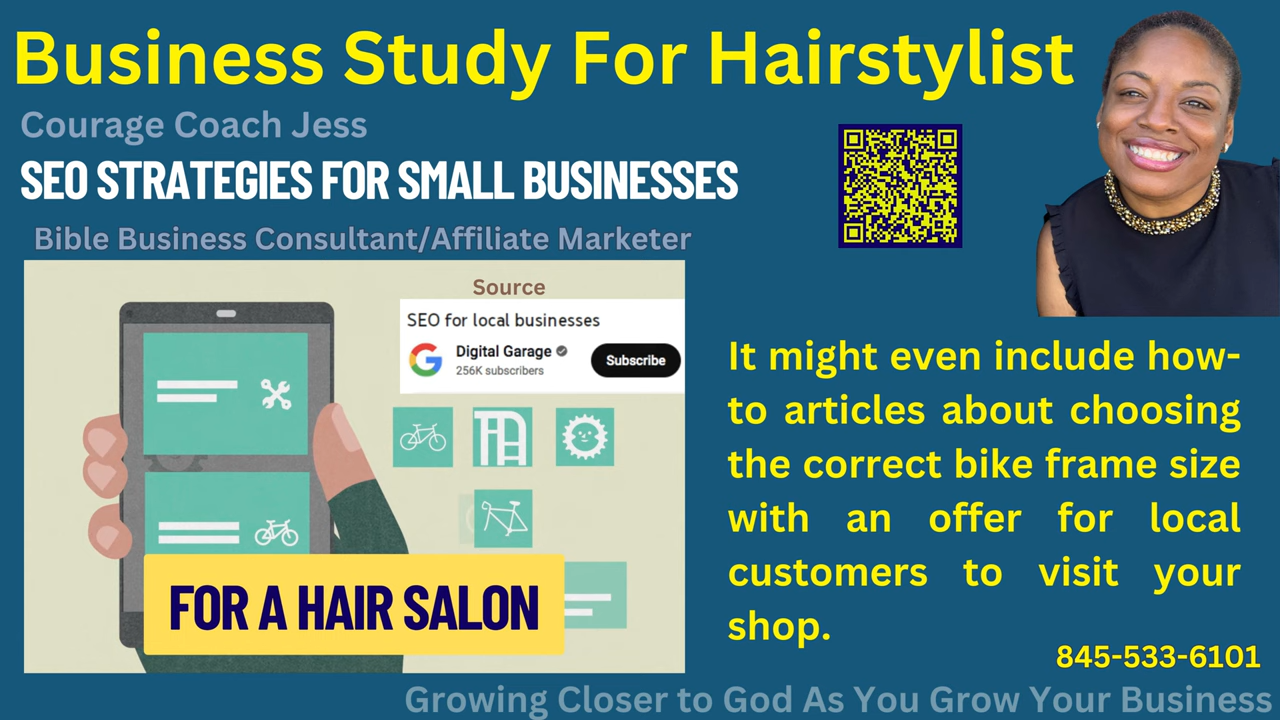 Business Study For Hairstylist
Courage Coach Jess
SEO STRATEGIES FOR SMALL BUSINESSES
Bible Business Consultant/Affiliate Marketer
Source
SEO for local businesses
Digital Garage
256K subscribers
Subscribe
FOR A HAIR SALON
It might even include how-
to articles about choosing
the correct bike frame size
with an offer for local
customers to visit your
shop.
845-533-6101
Growing Closer to God As You Grow Your Business